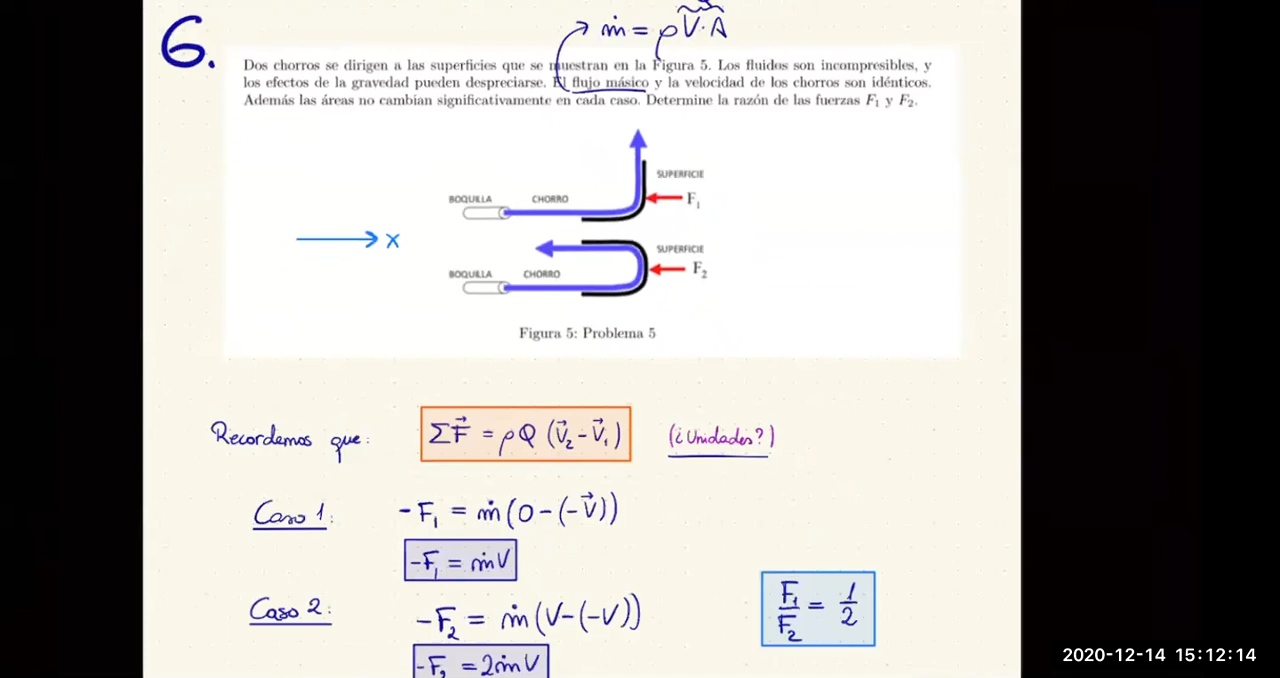 6.
ṁ = ρV·A
Dos chorros se dirigen a las superficies que se muestran en la Figura 5. Los fluidos son incompresibles, y
los efectos de la gravedad pueden despreciarse. El flujo másico y la velocidad de los chorros son idénticos.
Además las áreas no cambian significativamente en cada caso. Determine la razón de las fuerzas F₁ y F₂.
SUPERFICIE
BOQUILLA CHORRO F₁
X
SUPERFICIE
BOQUILLA CHORRO F₂
Figura 5: Problema 5
Recordemos que: ΣF⃗ = ρQ (V⃗₂ - V⃗₁) (¿Unidades?)
Caso 1: -F₁ = ṁ(0-(-V⃗))
-F₁ = ṁV
Caso 2: -F₂ = ṁ(V-(-V))
F₁/F₂ = 1/2
-F₂ = 2ṁV
2020-12-14 15:12:14